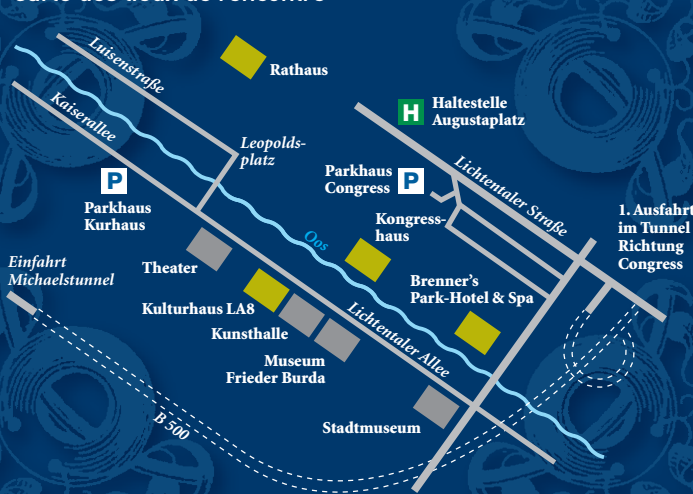 Luisenstraße
Rathaus
Kaiserallee
H
Haltestelle
Augustaplatz
Leopolds-
platz
Lichtentaler Straße
Parkhaus
Congress
P
P
Parkhaus
Kurhaus
Kongress-
haus
1. Ausfahrt
im Tunnel
Richtung
Congress
Oos
Theater
Einfahrt
Michaelstunnel
Brenner's
Park-Hotel & Spa
Kulturhaus LA8
Lichtentaler Allee
Kunsthalle
Museum
Frieder Burda
Stadtmuseum
B 500